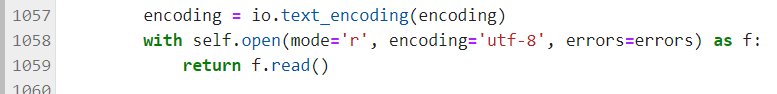 1057 encoding = io.text_encoding(encoding)
1058 with self.open(mode='r', encoding='utf-8', errors=errors) as f:
1059 return f.read()
1060